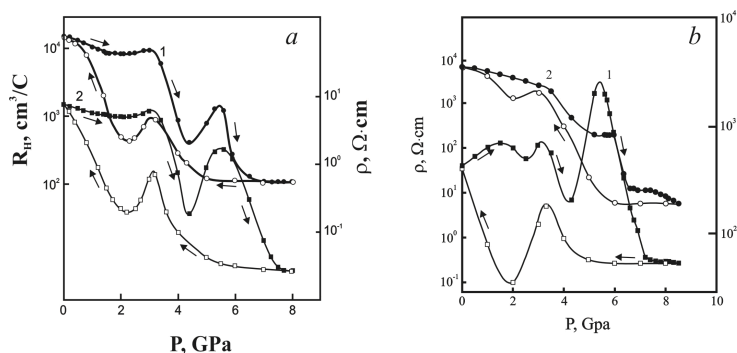 a
b
10⁴
10³
10²
R_H, cm³/C
1
2
10¹
10⁰
10⁻¹
ρ, Ω·cm
0 2 4 6 8
P, GPa
10⁴
10³
10²
10¹
10⁰
10⁻¹
ρ, Ω·cm
2
1
10⁴
10³
10²
0 2 4 6 8 10
P, Gpa